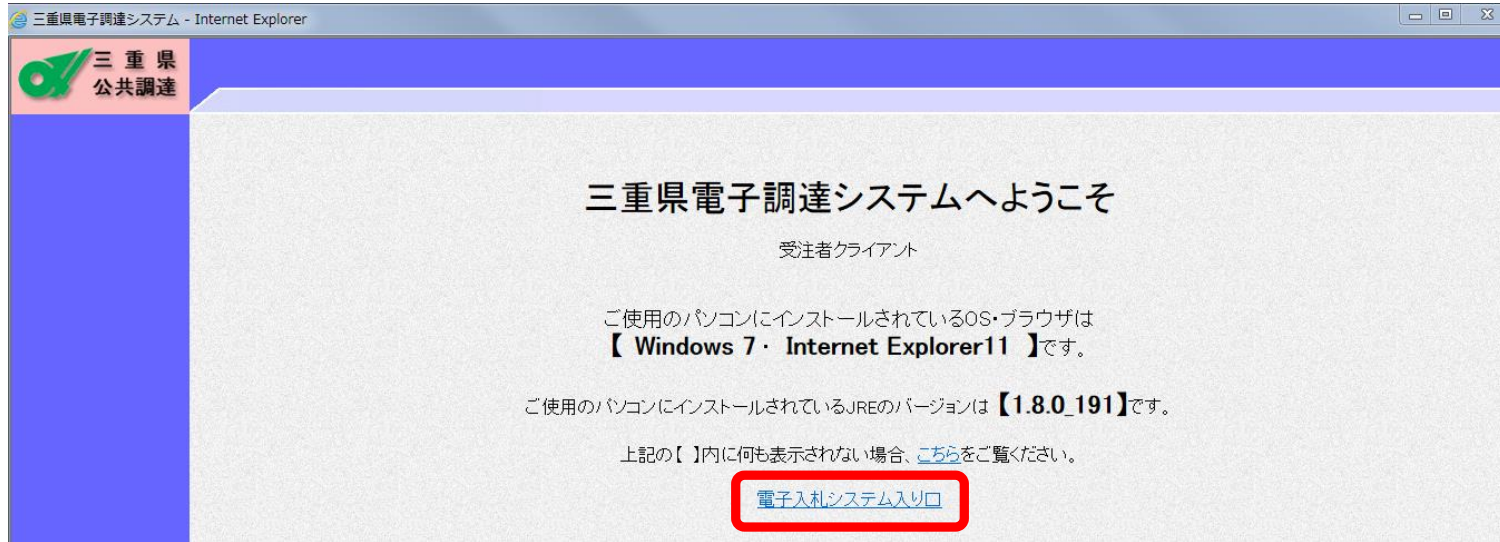 三重県電子調達システム - Internet Explorer
三 重 県
公共調達
三重県電子調達システムへようこそ
受注者クライアント
ご使用のパソコンにインストールされているOS・ブラウザは
【 Windows 7・ Internet Explorer11 】です。
ご使用のパソコンにインストールされているJREのバージョンは【1.8.0_191】です。
上記の【 】内に何も表示されない場合、こちらをご覧ください。
電子入札システム入り口